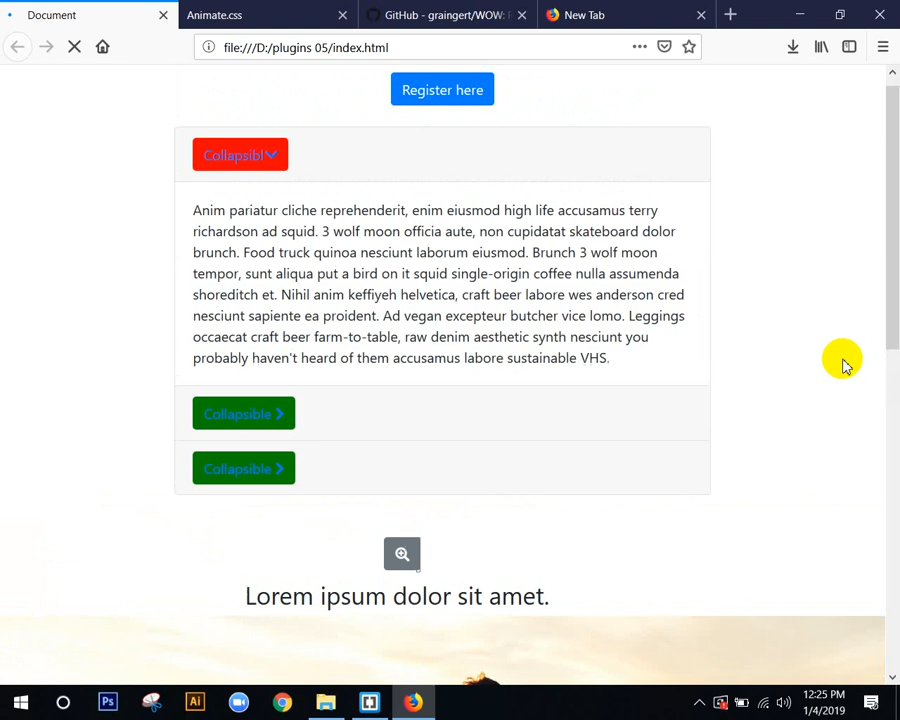 Document
Animate.css
GitHub - graingert/WOW:
New Tab
file:///D:/plugins 05/index.html
Register here
Collapsibl
Anim pariatur cliche reprehenderit, enim eiusmod high life accusamus terry
richardson ad squid. 3 wolf moon officia aute, non cupidatat skateboard dolor
brunch. Food truck quinoa nesciunt laborum eiusmod. Brunch 3 wolf moon
tempor, sunt aliqua put a bird on it squid single-origin coffee nulla assumenda
shoreditch et. Nihil anim keffiyeh helvetica, craft beer labore wes anderson cred
nesciunt sapiente ea proident. Ad vegan excepteur butcher vice lomo. Leggings
occaecat craft beer farm-to-table, raw denim aesthetic synth nesciunt you
probably haven't heard of them accusamus labore sustainable VHS.
Collapsible
Collapsible
Lorem ipsum dolor sit amet.
Ps
Ai
12:25 PM
1/4/2019